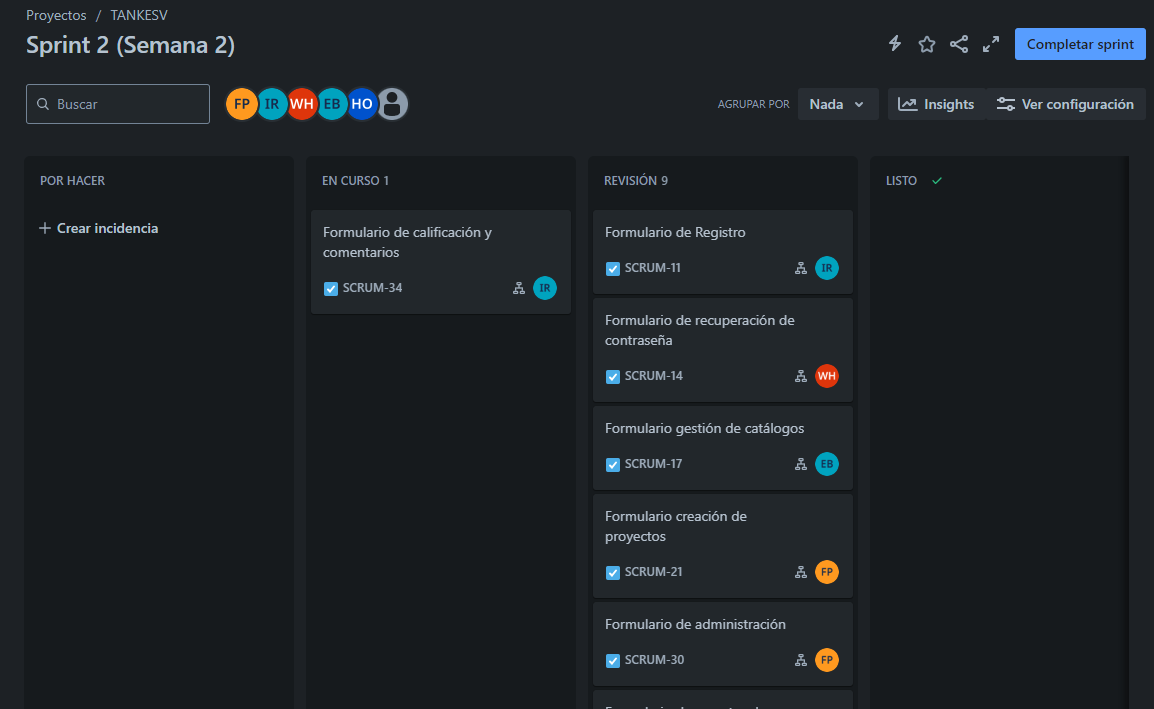 Proyectos / TANKESV
Sprint 2 (Semana 2)
Completar sprint
Buscar
FP IR WH EB HO
AGRUPAR POR
Nada
Insights
Ver configuración
POR HACER
+ Crear incidencia
EN CURSO 1
Formulario de calificación y
comentarios
SCRUM-34
IR
REVISIÓN 9
Formulario de Registro
SCRUM-11
IR
Formulario de recuperación de
contraseña
SCRUM-14
WH
Formulario gestión de catálogos
SCRUM-17
EB
Formulario creación de
proyectos
SCRUM-21
FP
Formulario de administración
SCRUM-30
FP
LISTO